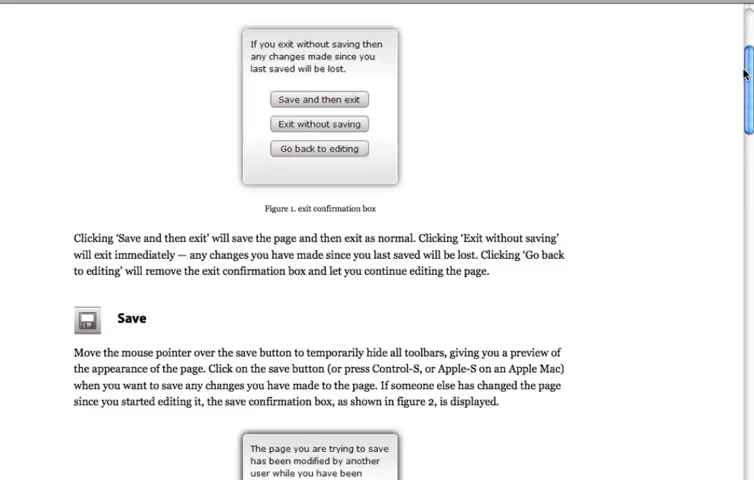 If you exit without saving then
any changes made since you
last saved will be lost.
Save and then exit
Exit without saving
Go back to editing
Figure 1. exit confirmation box
Clicking ‘Save and then exit’ will save the page and then exit as normal. Clicking ‘Exit without saving’
will exit immediately — any changes you have made since you last saved will be lost. Clicking ‘Go back
to editing’ will remove the exit confirmation box and let you continue editing the page.
Save
Move the mouse pointer over the save button to temporarily hide all toolbars, giving you a preview of
the appearance of the page. Click on the save button (or press Control-S, or Apple-S on an Apple Mac)
when you want to save any changes you have made to the page. If someone else has changed the page
since you started editing it, the save confirmation box, as shown in figure 2, is displayed.
The page you are trying to save
has been modified by another
user while you have been